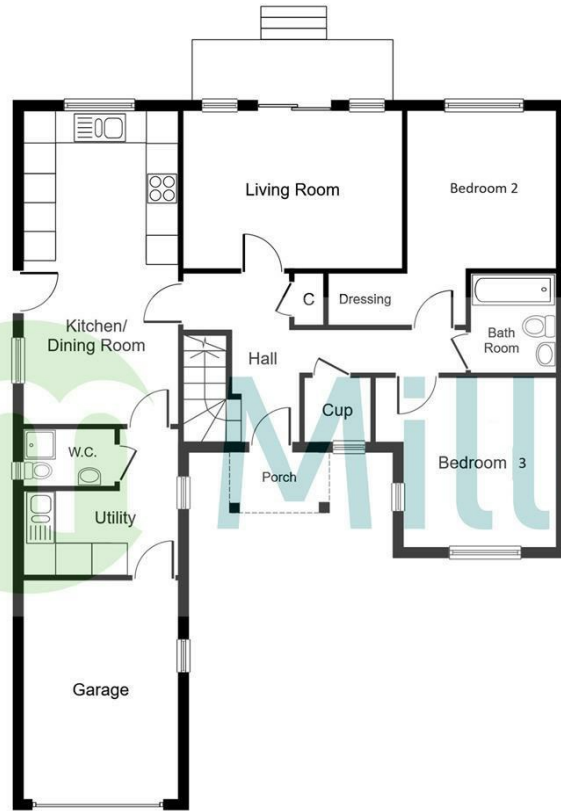 Living Room
Bedroom 2
C
Dressing
Kitchen/
Dining Room
Bath
Room
Hall
Cup
W.C.
Porch
Bedroom 3
Mill
Utility
Garage